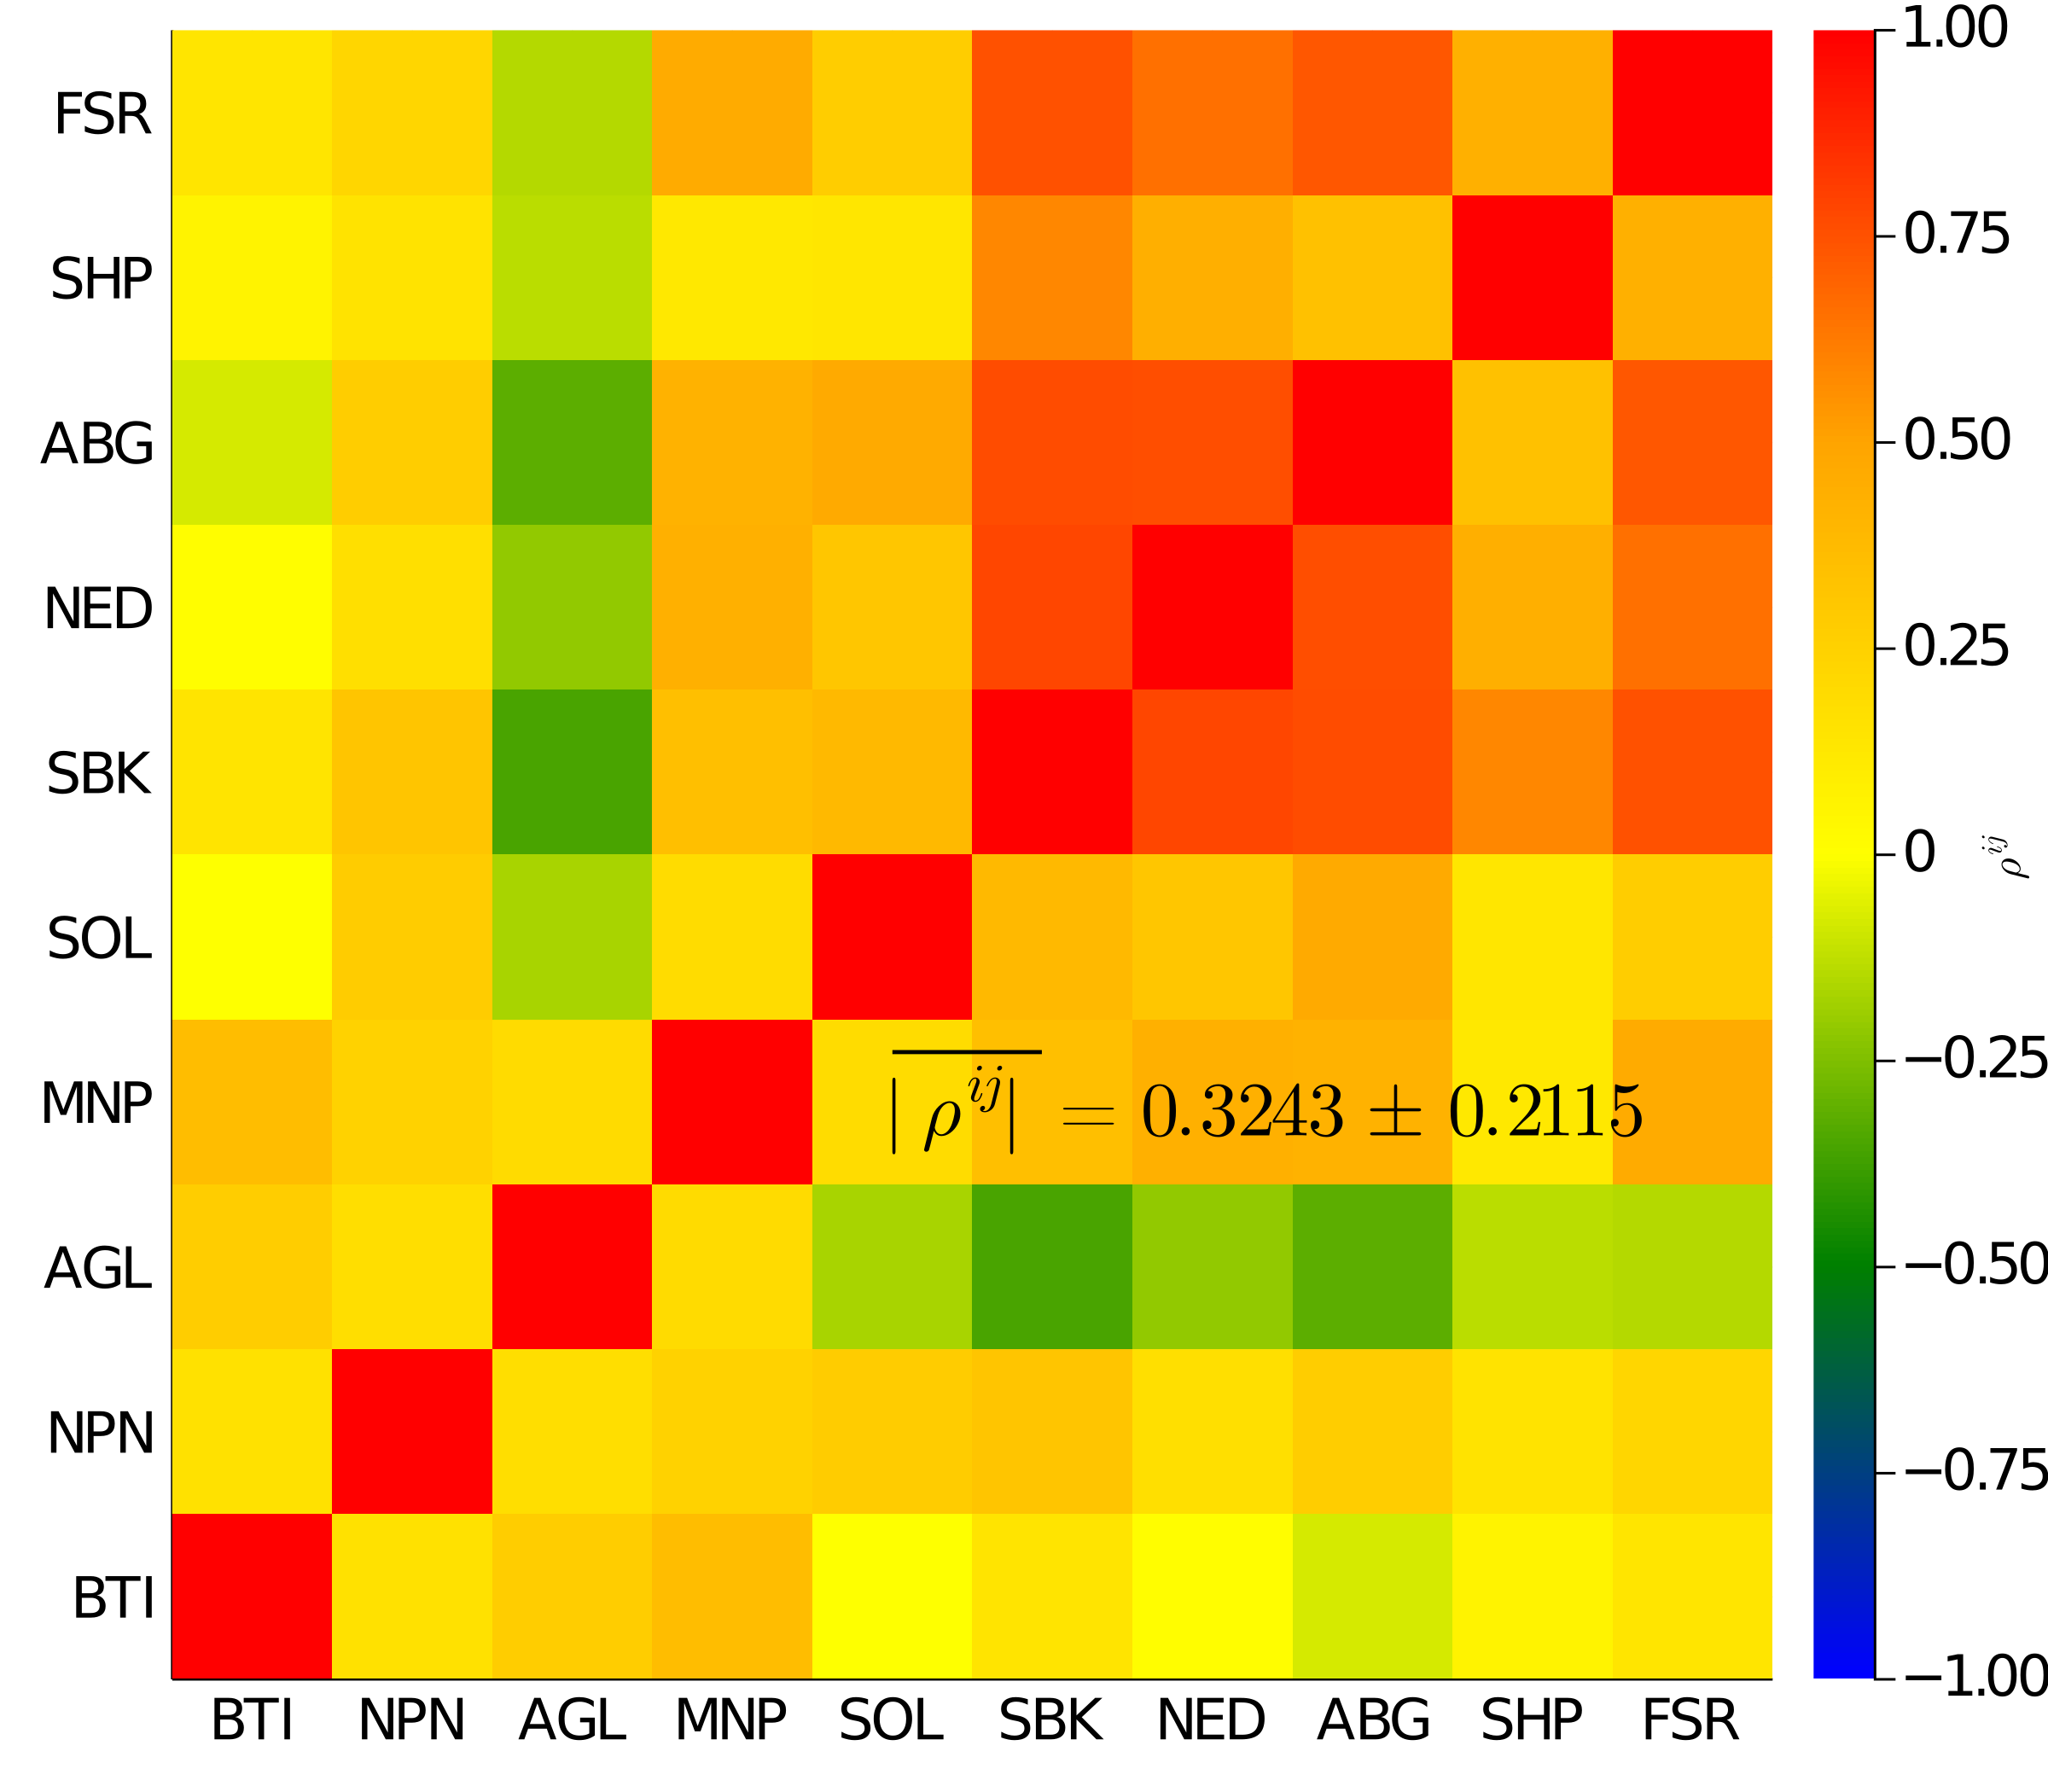 FSR
SHP
ABG
NED
SBK
SOL
MNP
AGL
NPN
BTI
BTI NPN AGL MNP SOL SBK NED ABG SHP FSR
|ρ^{ij}| = 0.3243 ± 0.2115
1.00
0.75
0.50
0.25
0
−0.25
−0.50
−0.75
−1.00
ρ^{ij}